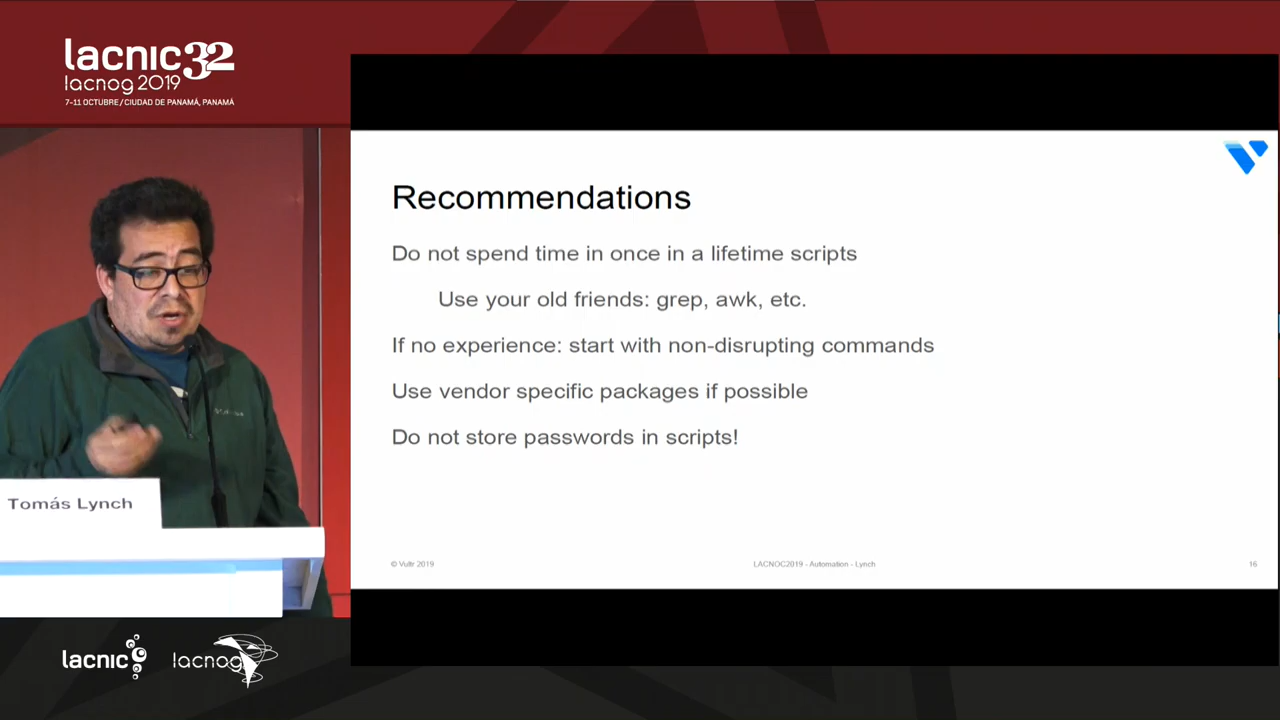 lacnic 32
lacnog 2019
7-11 OCTUBRE / CIUDAD DE PANAMÁ, PANAMÁ
Recommendations
Do not spend time in once in a lifetime scripts
Use your old friends: grep, awk, etc.
If no experience: start with non-disrupting commands
Use vendor specific packages if possible
Do not store passwords in scripts!
© Vultr 2019
LACNOC2019 - Automation - Lynch
16
Tomás Lynch
lacnic
lacnog